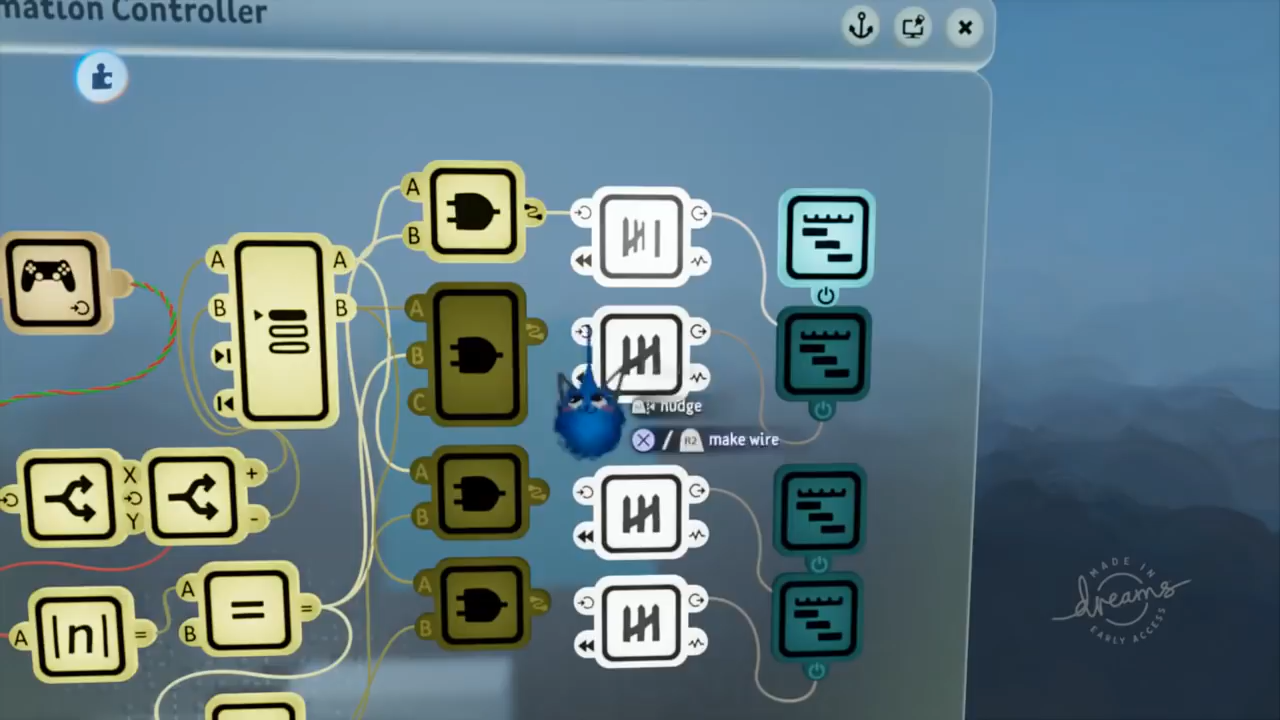 mation Controller
A
B
A
B
A
B
A
B
A
B
C
nudge
R2
make wire
X
Y
+
-
A
B
A
B
A
|n|
=
A
B
=
=
MADE IN
dreams
EARLY ACCESS